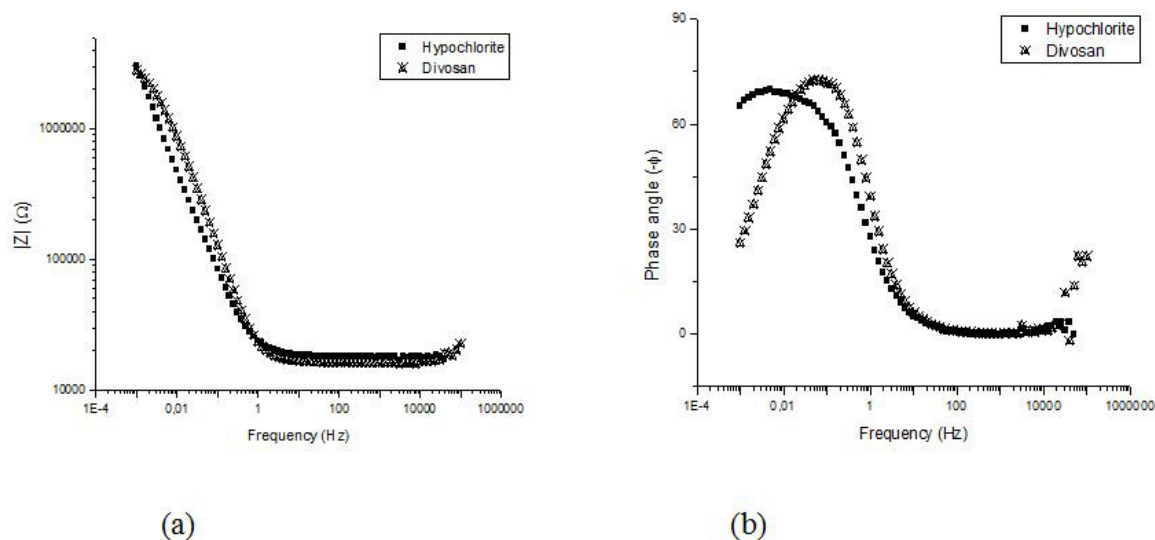 Hypochlorite
Divosan
1000000
100000
10000
|Z| (Ω)
1E-4
0,01
1
100
10000
1000000
Frequency (Hz)
(a)
Hypochlorite
Divosan
90
60
30
0
Phase angle (-ϕ)
1E-4
0,01
1
100
10000
1000000
Frequency (Hz)
(b)